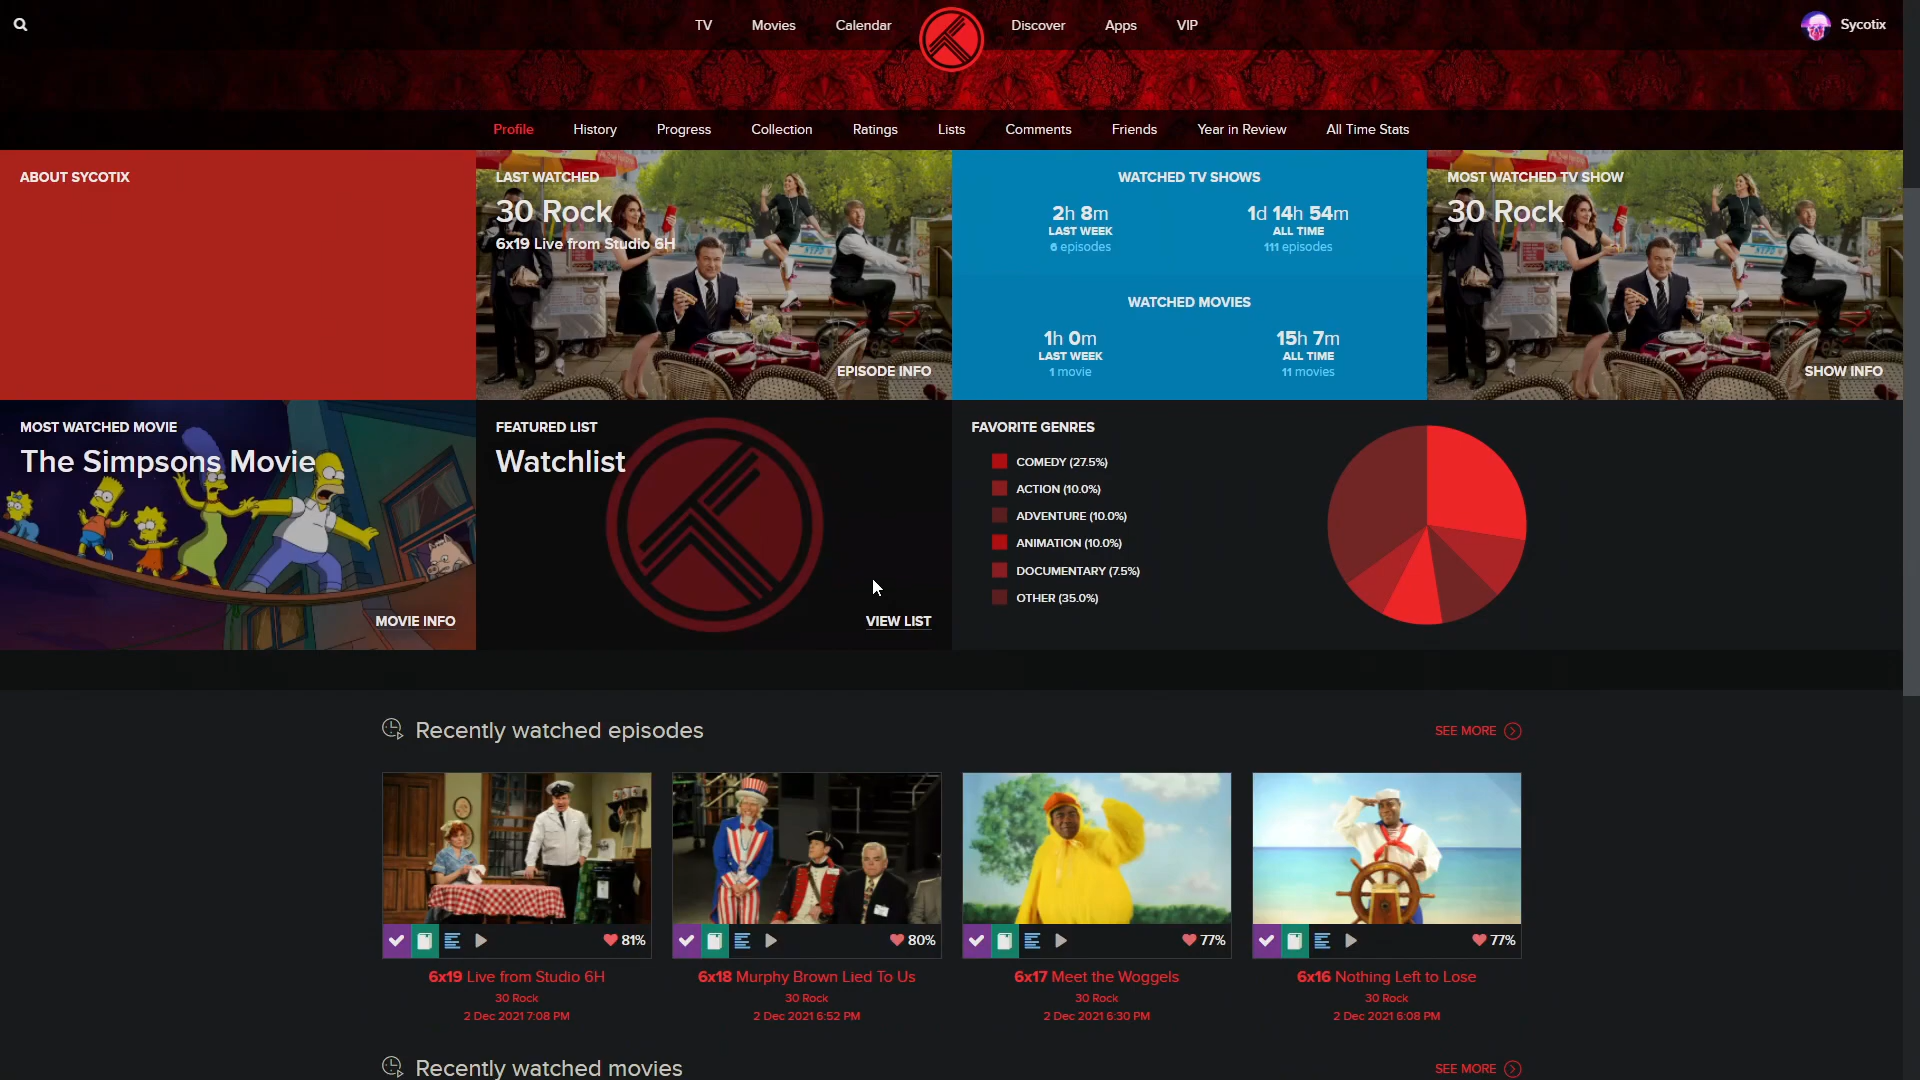 TV
Movies
Calendar
Discover
Apps
VIP
Sycotix
Profile
History
Progress
Collection
Ratings
Lists
Comments
Friends
Year in Review
All Time Stats
ABOUT SYCOTIX
LAST WATCHED
30 Rock
6x19 Live from Studio 6H
EPISODE INFO
WATCHED TV SHOWS
2h 8m
LAST WEEK
6 episodes
1d 14h 54m
ALL TIME
111 episodes
WATCHED MOVIES
1h 0m
LAST WEEK
1 movie
15h 7m
ALL TIME
11 movies
MOST WATCHED TV SHOW
30 Rock
SHOW INFO
MOST WATCHED MOVIE
The Simpsons Movie
MOVIE INFO
FEATURED LIST
Watchlist
VIEW LIST
FAVORITE GENRES
COMEDY (27.5%)
ACTION (10.0%)
ADVENTURE (10.0%)
ANIMATION (10.0%)
DOCUMENTARY (7.5%)
OTHER (35.0%)
Recently watched episodes
SEE MORE
81%
6x19 Live from Studio 6H
30 Rock
2 Dec 2021 7:08 PM
80%
6x18 Murphy Brown Lied To Us
30 Rock
2 Dec 2021 6:52 PM
77%
6x17 Meet the Woggels
30 Rock
2 Dec 2021 6:30 PM
77%
6x16 Nothing Left to Lose
30 Rock
2 Dec 2021 6:08 PM
Recently watched movies
SEE MORE